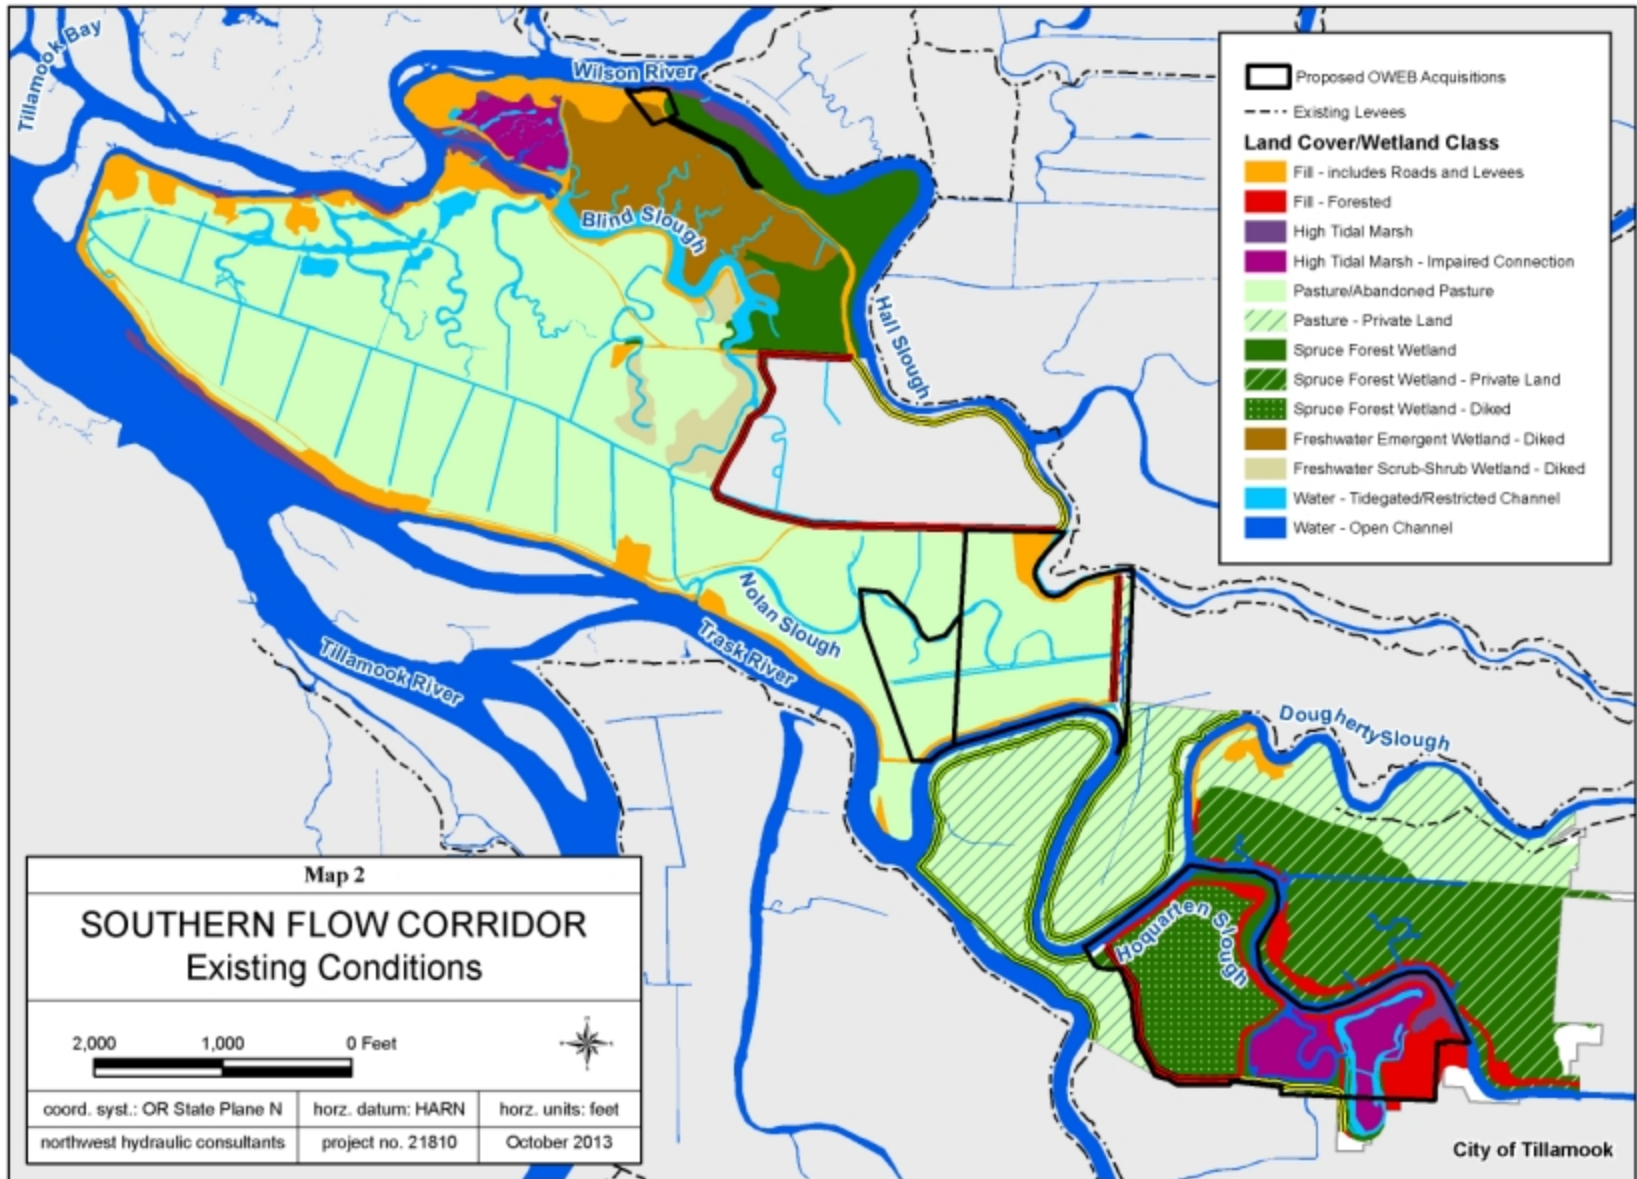 Tillamook Bay
Wilson River
Blind Slough
Hall Slough
Nolan Slough
Trask River
Tillamook River
DoughertySlough
Hoquarten Slough
City of Tillamook
Proposed OWEB Acquisitions
Existing Levees
Land Cover/Wetland Class
Fill - includes Roads and Levees
Fill - Forested
High Tidal Marsh
High Tidal Marsh - Impaired Connection
Pasture/Abandoned Pasture
Pasture - Private Land
Spruce Forest Wetland
Spruce Forest Wetland - Private Land
Spruce Forest Wetland - Diked
Freshwater Emergent Wetland - Diked
Freshwater Scrub-Shrub Wetland - Diked
Water - Tidegated/Restricted Channel
Water - Open Channel
Map 2
SOUTHERN FLOW CORRIDOR
Existing Conditions
2,000 1,000 0 Feet
coord. syst.: OR State Plane N horz. datum: HARN horz. units: feet
northwest hydraulic consultants project no. 21810 October 2013